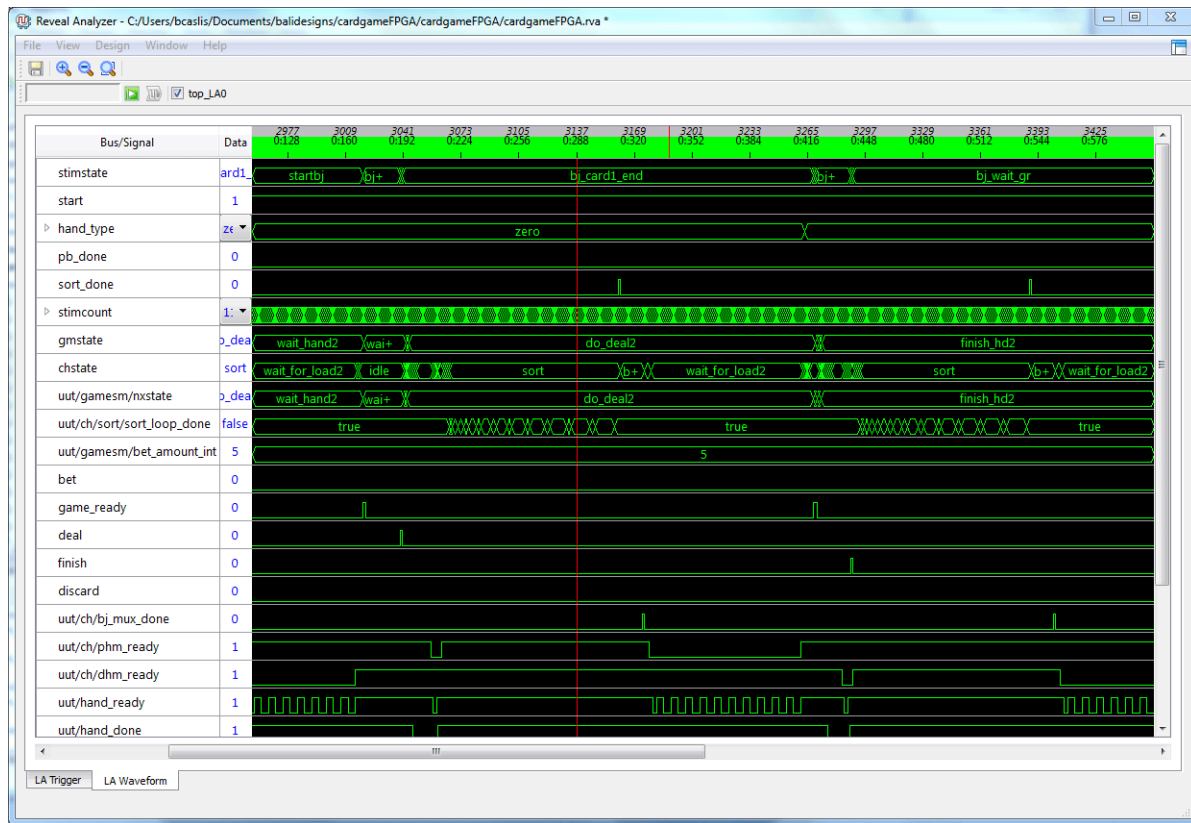 Reveal Analyzer - C:/Users/bcaslis/Documents/balidesigns/cardgameFPGA/cardgameFPGA/cardgameFPGA.rva *
File View Design Window Help
top_LA0
Bus/Signal Data 2977 3009 3041 3073 3105 3137 3169 3201 3233 3265 3297 3329 3361 3393 3425
0:128 0:160 0:192 0:224 0:256 0:288 0:320 0:352 0:384 0:416 0:448 0:480 0:512 0:544 0:576
stimstate ard1_ startbj bj+ bj_card1_end bj+ bj_wait_gr
start 1
hand_type ze zero
pb_done 0
sort_done 0
stimcount 1:
gmstate o_dea wait_hand2 wai+ do_deal2 finish_hd2
chstate sort wait_for_load2 idle sort b+ wait_for_load2 sort b+ wait_for_load2
uut/gamesm/nxstate o_dea wait_hand2 wai+ do_deal2 finish_hd2
uut/ch/sort/sort_loop_done false true true true
uut/gamesm/bet_amount_int 5 5
bet 0
game_ready 0
deal 0
finish 0
discard 0
uut/ch/bj_mux_done 0
uut/ch/phm_ready 1
uut/ch/dhm_ready 1
uut/hand_ready 1
uut/hand_done 1
LA Trigger LA Waveform